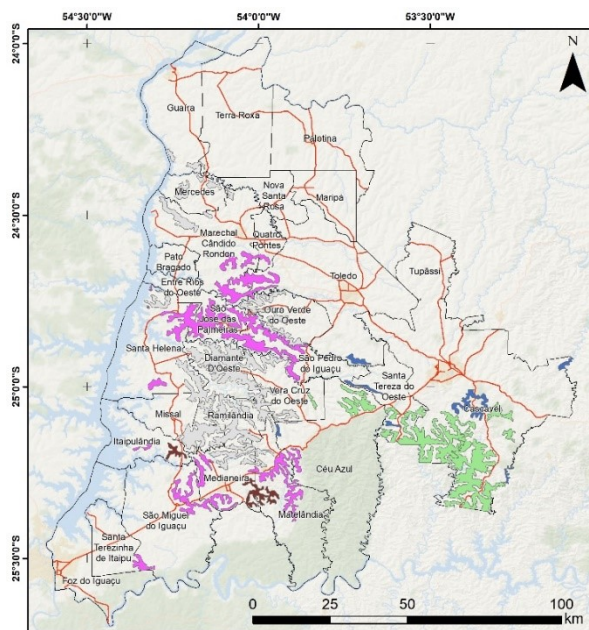 54°30'0"S
54°0'0"S
53°30'0"S
24°0'0"S
N
Guaíra
Terra Roxa
Palotina
Mercedes
24°30'0"S
Nova
Santa
Rosa
Maripá
Marechal
Cândido
Rondon
Quatro
Pontes
Pato
Bragado
Toledo
Tupãssi
Entre Rios
do Oeste
São
José das
Palmeiras
Ouro Verde
do Oeste
Santa Helena
Diamante
D'Oeste
São Pedro
do Iguaçu
25°0'0"S
Santa
Tereza do
Oeste
Vera Cruz
do Oeste
Cascavel
Missal
Ramilândia
Itaipulândia
Medianeira
Céu Azul
Matelândia
São Miguel
do Iguaçu
25°30'0"S
Santa
Terezinha
de Itaipu
Foz do Iguaçu
0 25 50 100
km